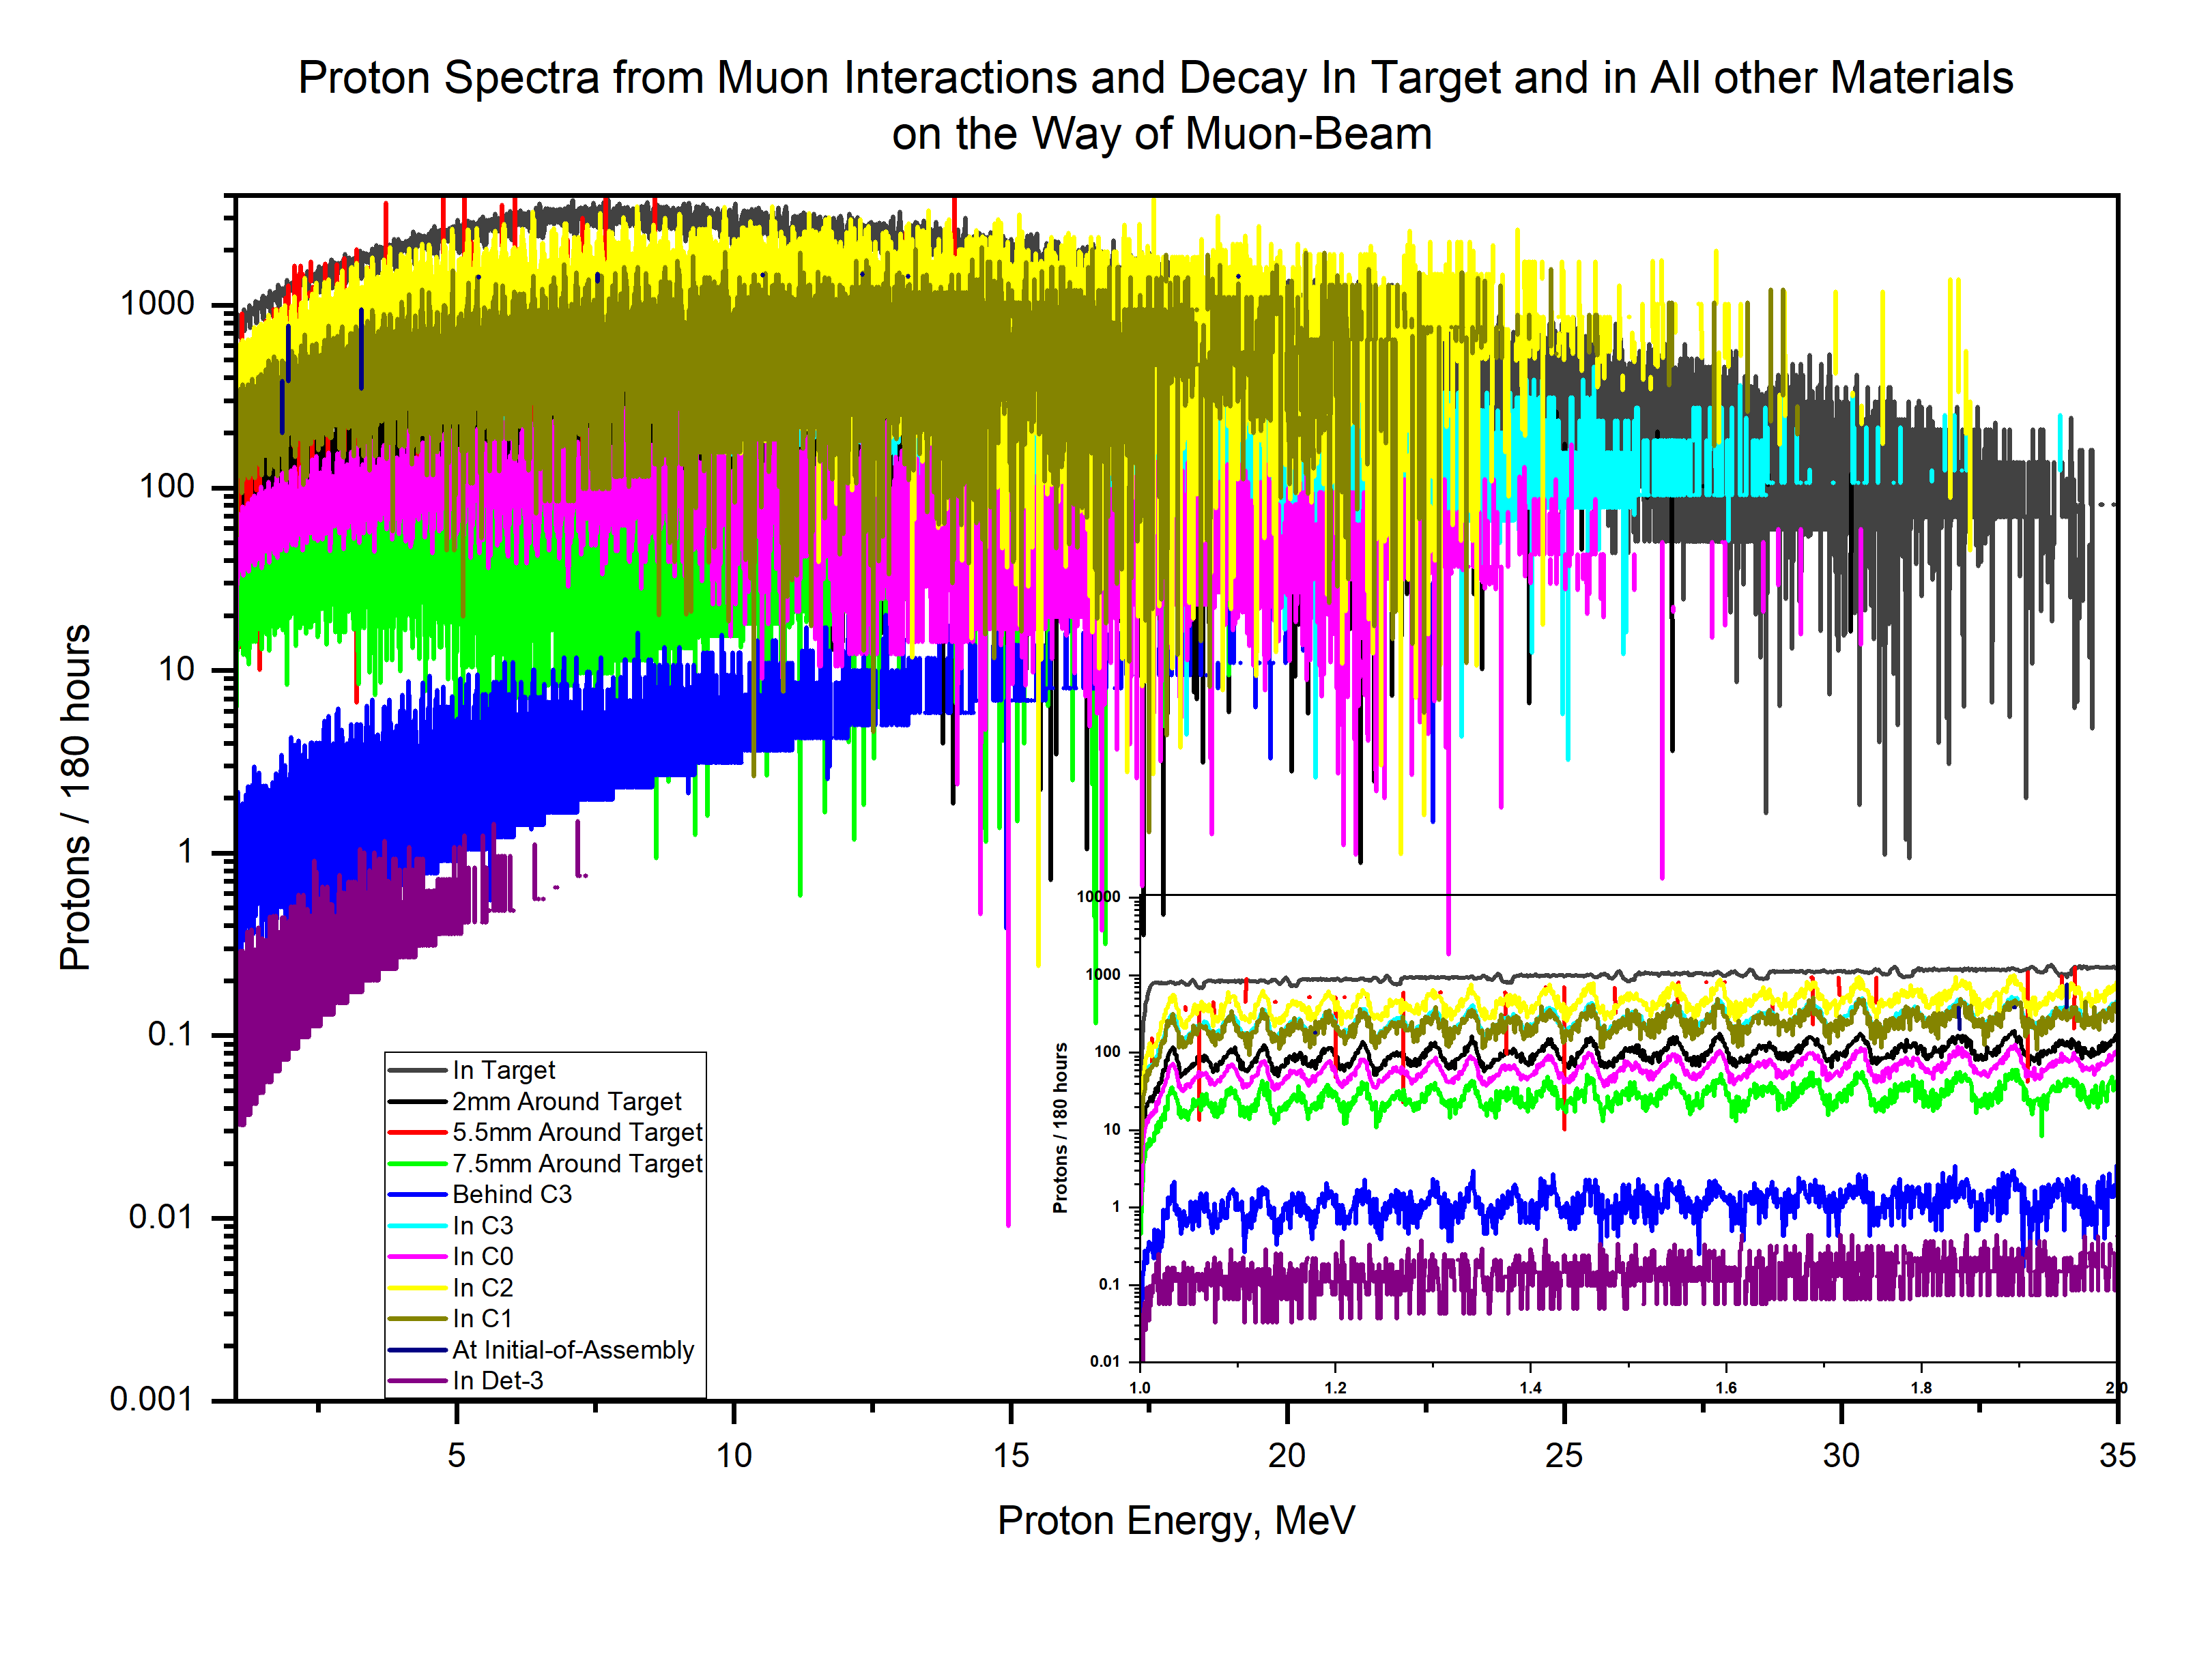 Proton Spectra from Muon Interactions and Decay In Target and in All other Materials
on the Way of Muon-Beam
Protons / 180 hours
1000
100
10
1
0.1
0.01
0.001
In Target
2mm Around Target
5.5mm Around Target
7.5mm Around Target
Behind C3
In C3
In C0
In C2
In C1
At Initial-of-Assembly
In Det-3
Protons / 180 hours
10000
1000
100
10
1
0.1
0.01
1.0 1.2 1.4 1.6 1.8 2.0
5 10 15 20 25 30 35
Proton Energy, MeV